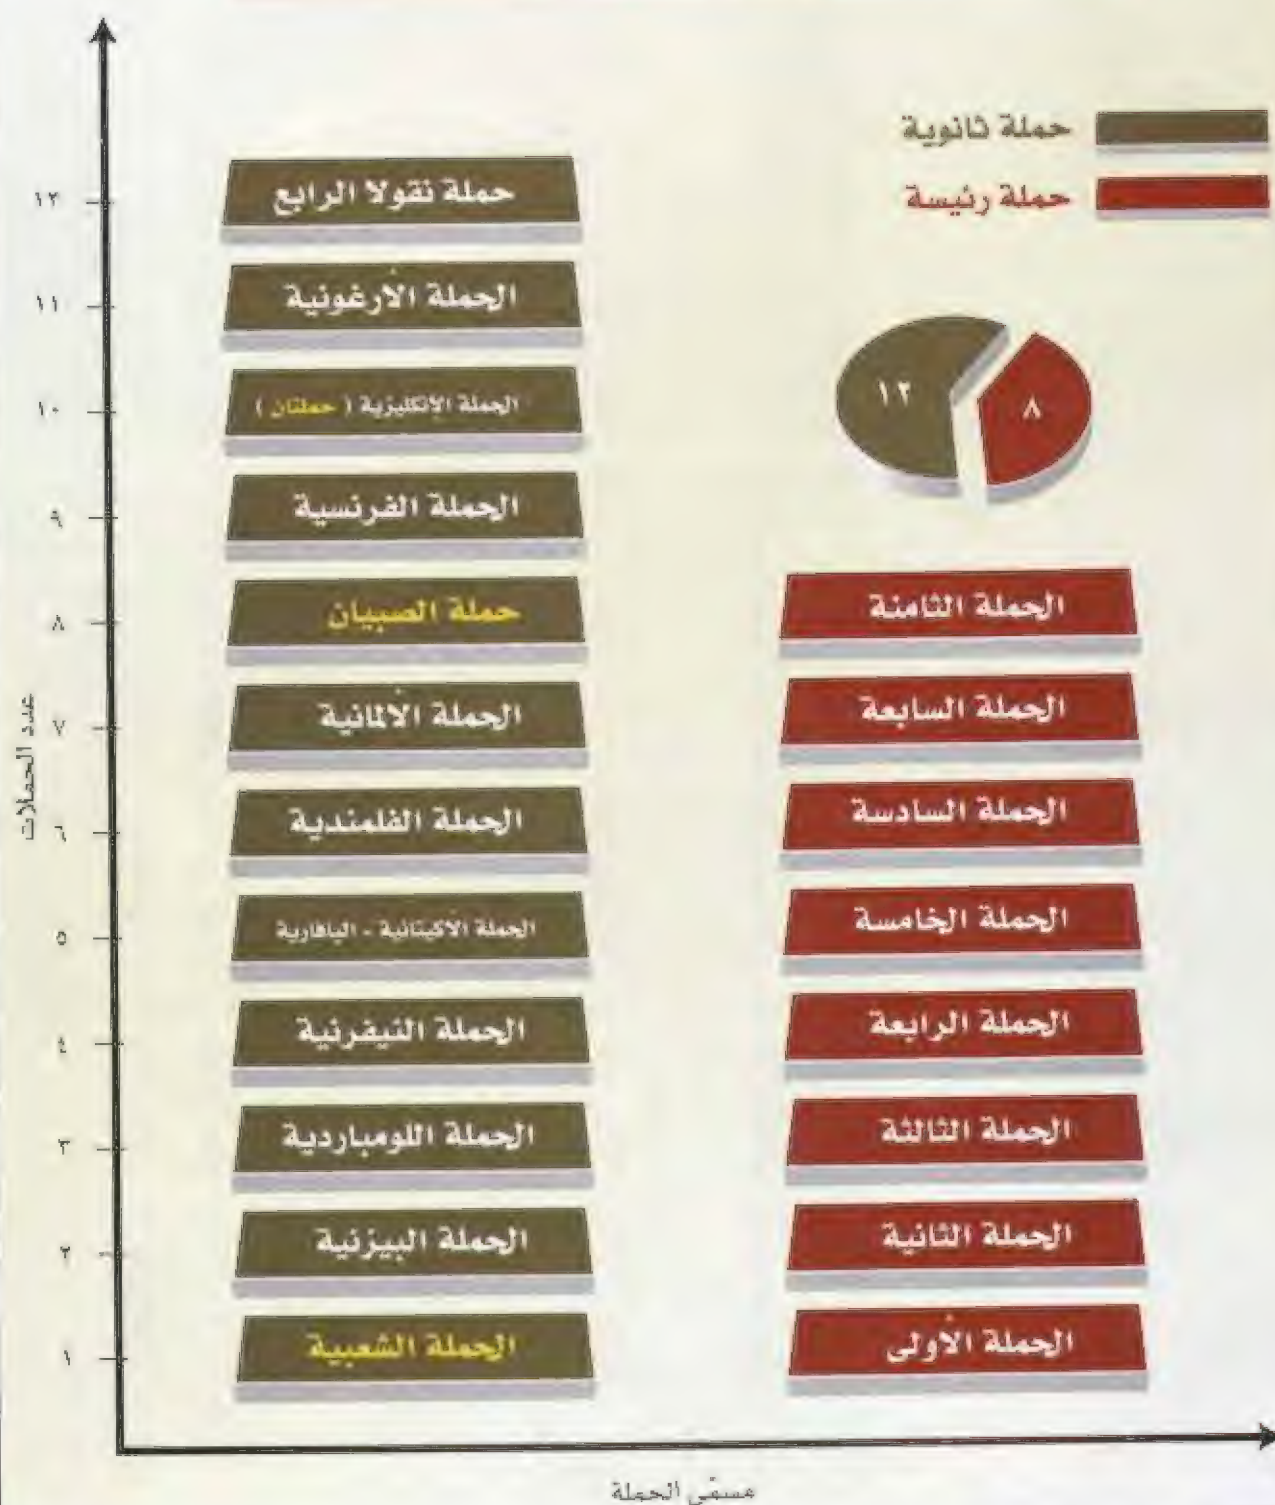 حملة ثانوية
حملة رئيسة
١٢
٨
١٢
١١
١٠
٩
٨
٧
٦
٥
٤
٣
٢
١
عدد الحملات
الحملة الثامنة
الحملة السابعة
الحملة السادسة
الحملة الخامسة
الحملة الرابعة
الحملة الثالثة
الحملة الثانية
الحملة الأولى
حملة نقولا الرابع
الحملة الأرغونية
الحملة الإنكليزية ( حملتان )
الحملة الفرنسية
حملة الصبيان
الحملة الألمانية
الحملة الفلمندية
الحملة الأكيتانية - البافارية
الحملة النيفرنية
الحملة اللومباردية
الحملة البيزنية
الحملة الشعبية
مسمّى الحملة